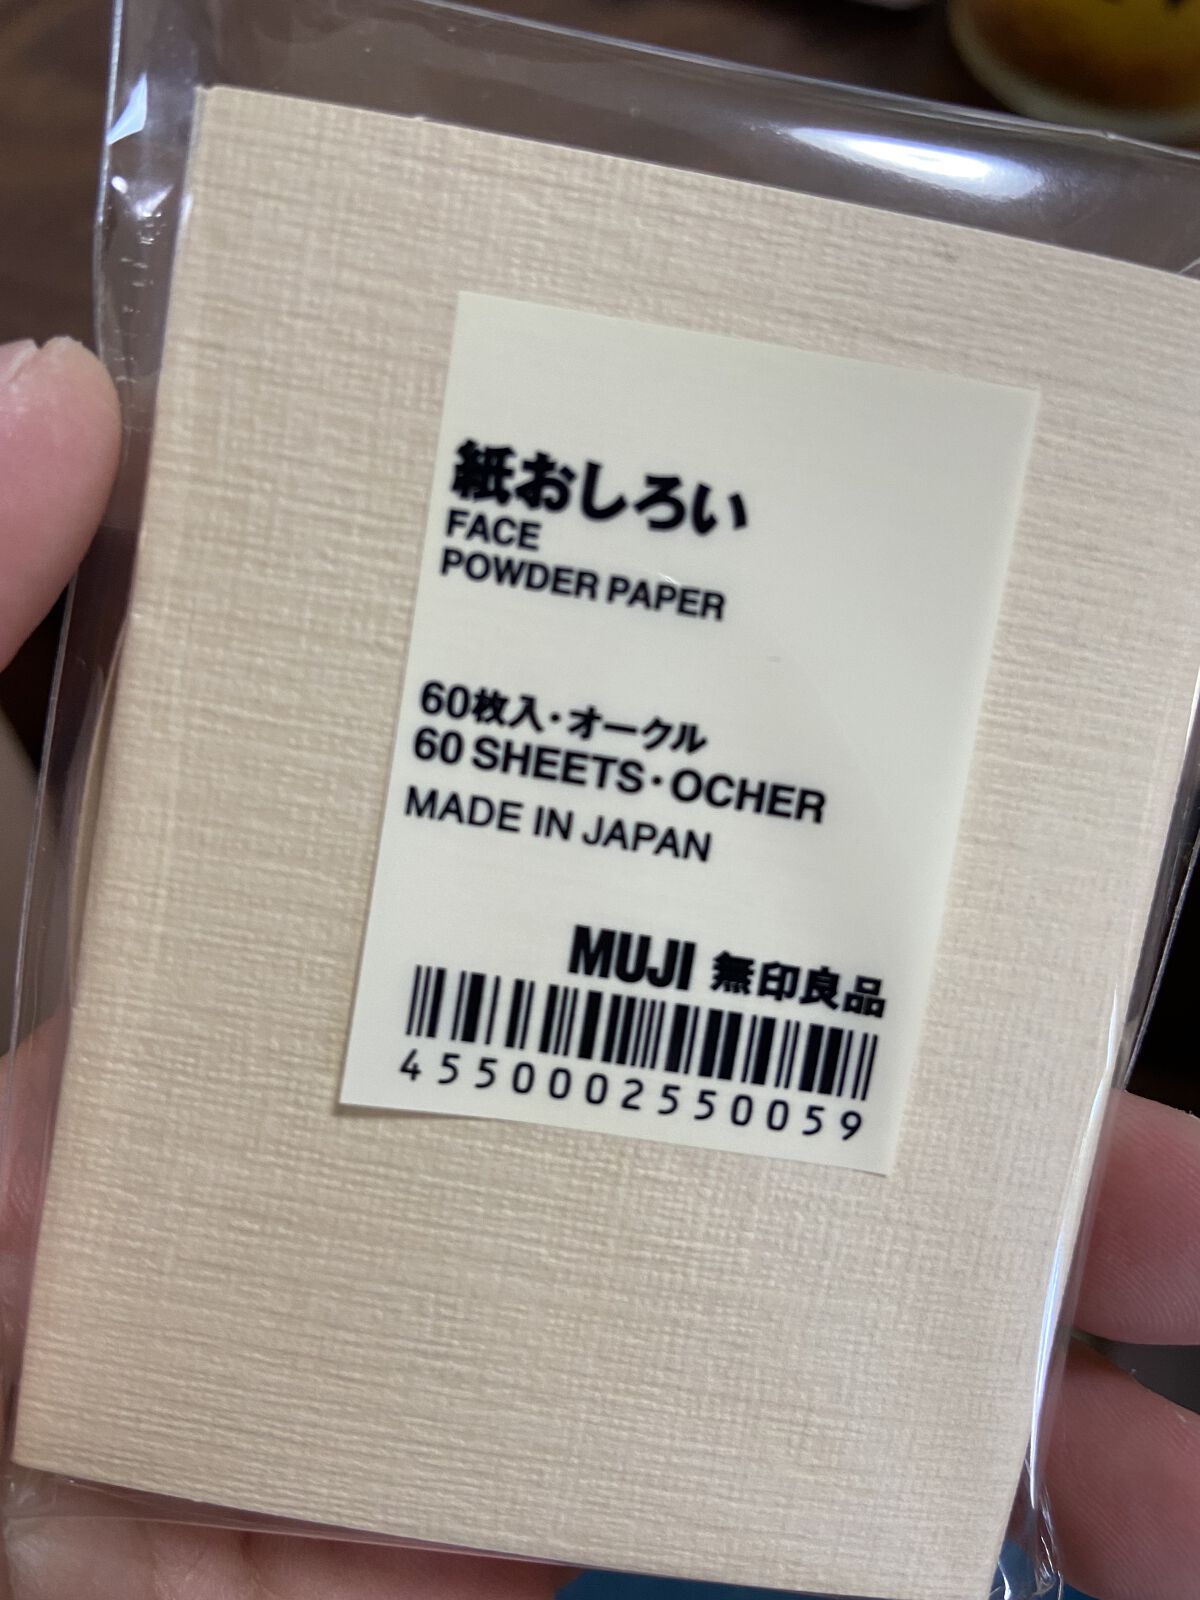 紙おしろい
FACE
POWDER PAPER
60枚入・オークル
60 SHEETS・OCHER
MADE IN JAPAN
MUJI 無印良品
4550002550059